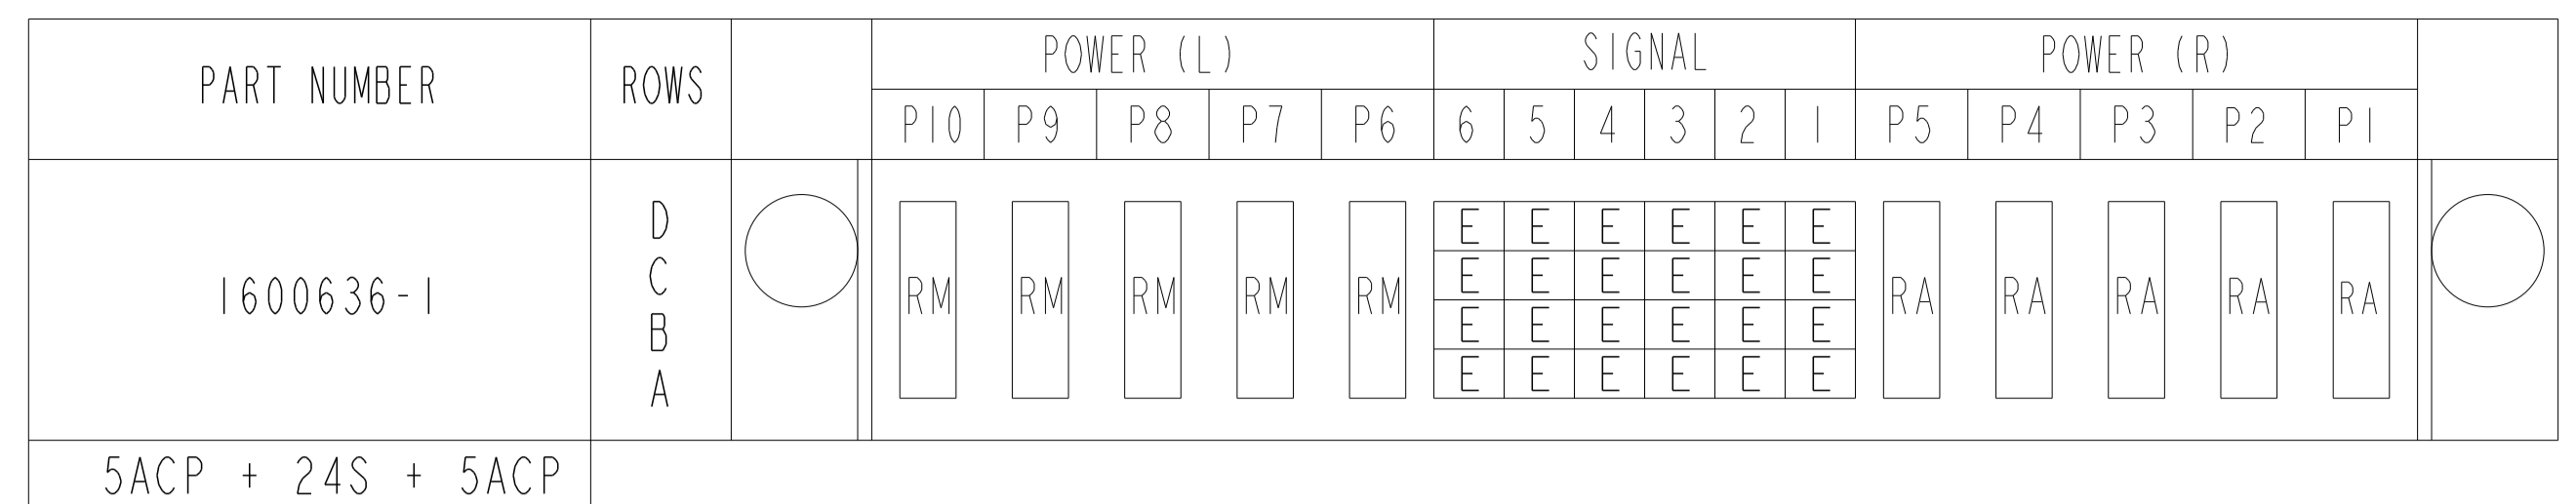 PART NUMBER ROWS POWER (L) SIGNAL POWER (R)
P10 P9 P8 P7 P6 6 5 4 3 2 1 P5 P4 P3 P2 P1
D E E E E E E
C E E E E E E
1600636-1 RM RM RM RM RM RA RA RA RA RA
B E E E E E E
A E E E E E E
5ACP + 24S + 5ACP